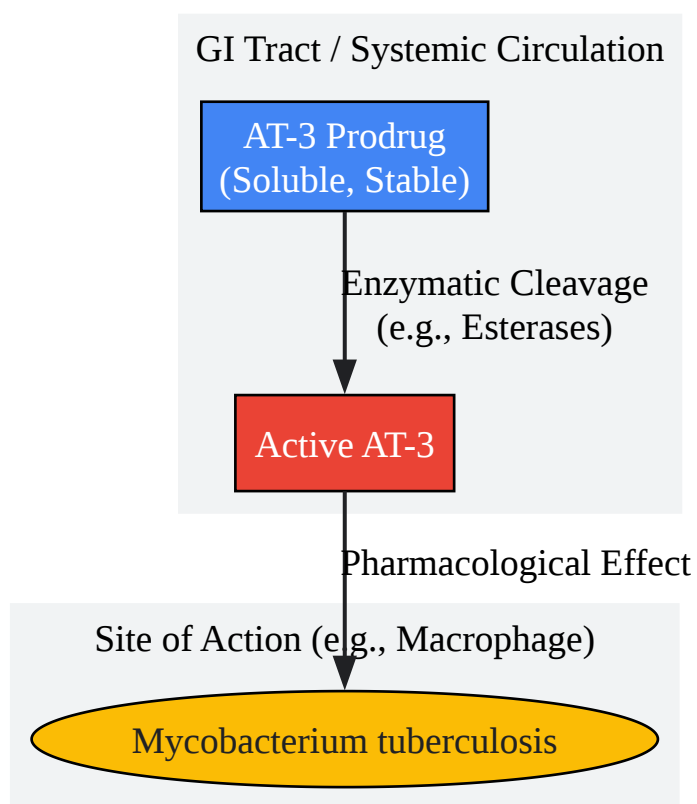 GI Tract / Systemic Circulation
AT-3 Prodrug
(Soluble, Stable)
Enzymatic Cleavage
(e.g., Esterases)
Active AT-3
Pharmacological Effect
Site of Action (e.g., Macrophage)
Mycobacterium tuberculosis